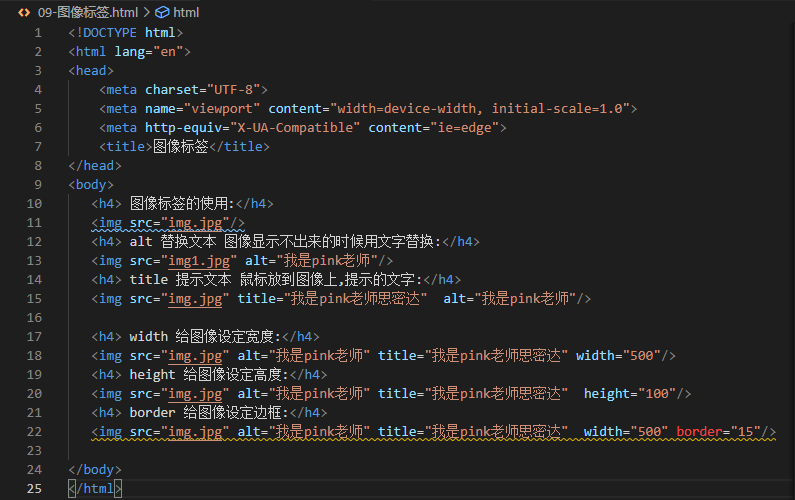 09-图像标签.html > html
1 <!DOCTYPE html>
2 <html lang="en">
3 <head>
4 <meta charset="UTF-8">
5 <meta name="viewport" content="width=device-width, initial-scale=1.0">
6 <meta http-equiv="X-UA-Compatible" content="ie=edge">
7 <title>图像标签</title>
8 </head>
9 <body>
10 <h4> 图像标签的使用:</h4>
11 <img src="img.jpg"/>
12 <h4> alt 替换文本 图像显示不出来的时候用文字替换:</h4>
13 <img src="img1.jpg" alt="我是pink老师"/>
14 <h4> title 提示文本 鼠标放到图像上,提示的文字:</h4>
15 <img src="img.jpg" title="我是pink老师思密达"  alt="我是pink老师"/>
16
17 <h4> width 给图像设定宽度:</h4>
18 <img src="img.jpg" alt="我是pink老师" title="我是pink老师思密达" width="500"/>
19 <h4> height 给图像设定高度:</h4>
20 <img src="img.jpg" alt="我是pink老师" title="我是pink老师思密达"  height="100"/>
21 <h4> border 给图像设定边框:</h4>
22 <img src="img.jpg" alt="我是pink老师" title="我是pink老师思密达"  width="500" border="15"/>
23
24 </body>
25 </html>